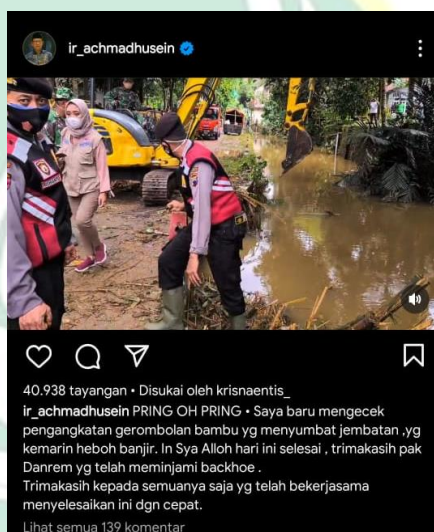 ir_achmadhusein
40.938 tayangan • Disukai oleh krisnaentis_
ir_achmadhusein PRING OH PRING • Saya baru mengecek
pengangkatan gerombolan bambu yg menyumbat jembatan ,yg
kemarin heboh banjir. In Sya Alloh hari ini selesai , trimakasih pak
Danrem yg telah meminjami backhoe .
Trimakasih kepada semuanya saja yg telah bekerjasama
menyelesaikan ini dgn cepat.
Lihat semua 139 komentar